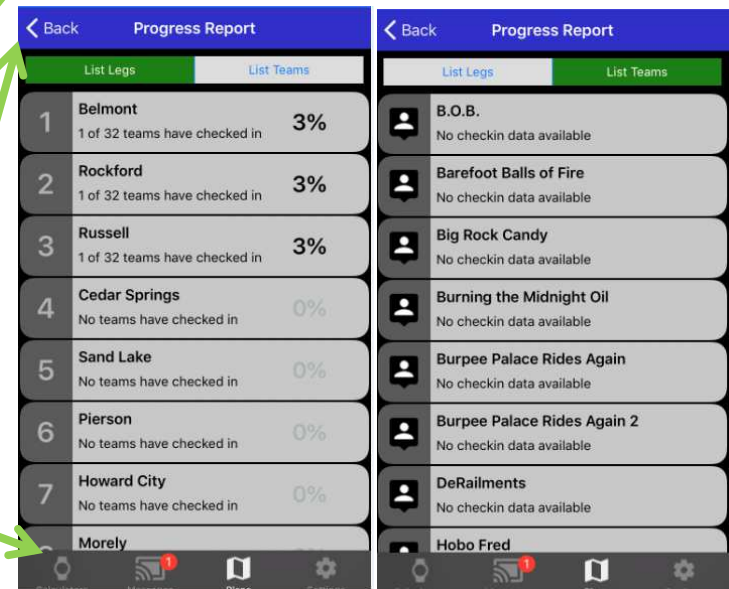 Back Progress Report
List Legs List Teams
1 Belmont
1 of 32 teams have checked in 3%
2 Rockford
1 of 32 teams have checked in 3%
3 Russell
1 of 32 teams have checked in 3%
4 Cedar Springs
No teams have checked in 0%
5 Sand Lake
No teams have checked in 0%
6 Pierson
No teams have checked in 0%
7 Howard City
No teams have checked in 0%
Morely
1
Back Progress Report
List Legs List Teams
B.O.B.
No checkin data available
Barefoot Balls of Fire
No checkin data available
Big Rock Candy
No checkin data available
Burning the Midnight Oil
No checkin data available
Burpee Palace Rides Again
No checkin data available
Burpee Palace Rides Again 2
No checkin data available
DeRailments
No checkin data available
Hobo Fred
1